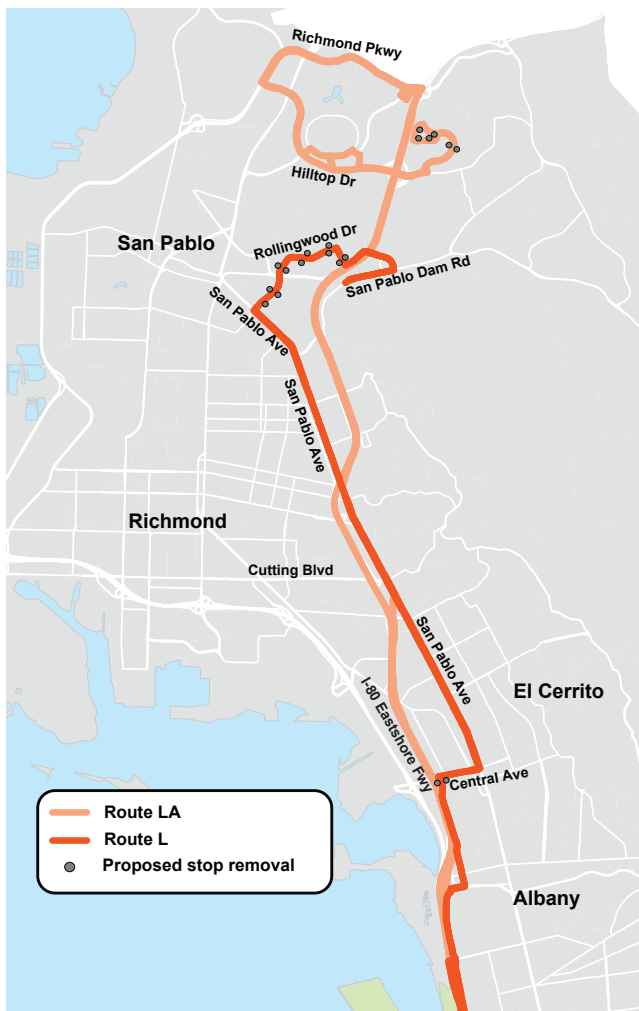 Richmond Pkwy
Hilltop Dr
San Pablo
Rollingwood Dr
San Pablo Dam Rd
San Pablo Ave
San Pablo Ave
Richmond
Cutting Blvd
San Pablo Ave
El Cerrito
I-80 Eastshore Fwy
Central Ave
Route LA
Route L
Proposed stop removal
Albany